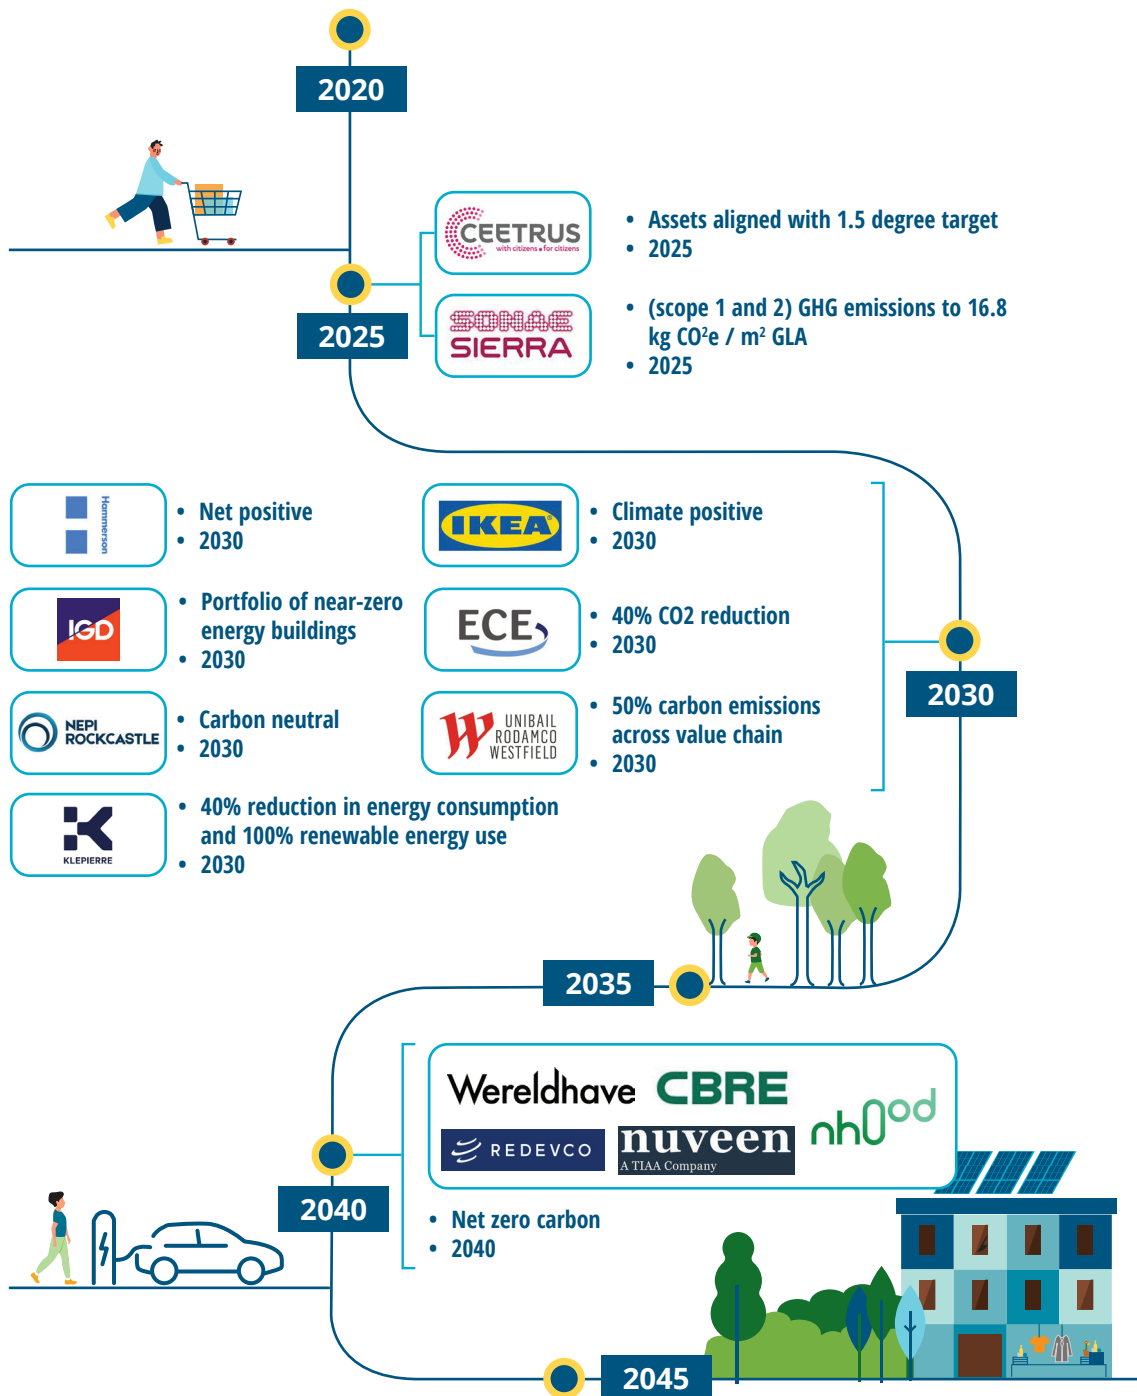 2020
CEETRUS
with citizens • for citizens
• Assets aligned with 1.5 degree target
• 2025
2025
SONAE
SIERRA
• (scope 1 and 2) GHG emissions to 16.8
kg CO²e / m² GLA
• 2025
Hammerson
• Net positive
• 2030
IKEA®
• Climate positive
• 2030
IGD
• Portfolio of near-zero
energy buildings
• 2030
ECE
• 40% CO2 reduction
• 2030
2030
NEPI
ROCKCASTLE
• Carbon neutral
• 2030
UNIBAIL
RODAMCO
WESTFIELD
• 50% carbon emissions
across value chain
• 2030
KLEPIERRE
• 40% reduction in energy consumption
and 100% renewable energy use
• 2030
2035
Wereldhave
CBRE
nhood
REDEVCO
nuveen
A TIAA Company
2040
• Net zero carbon
• 2040
2045